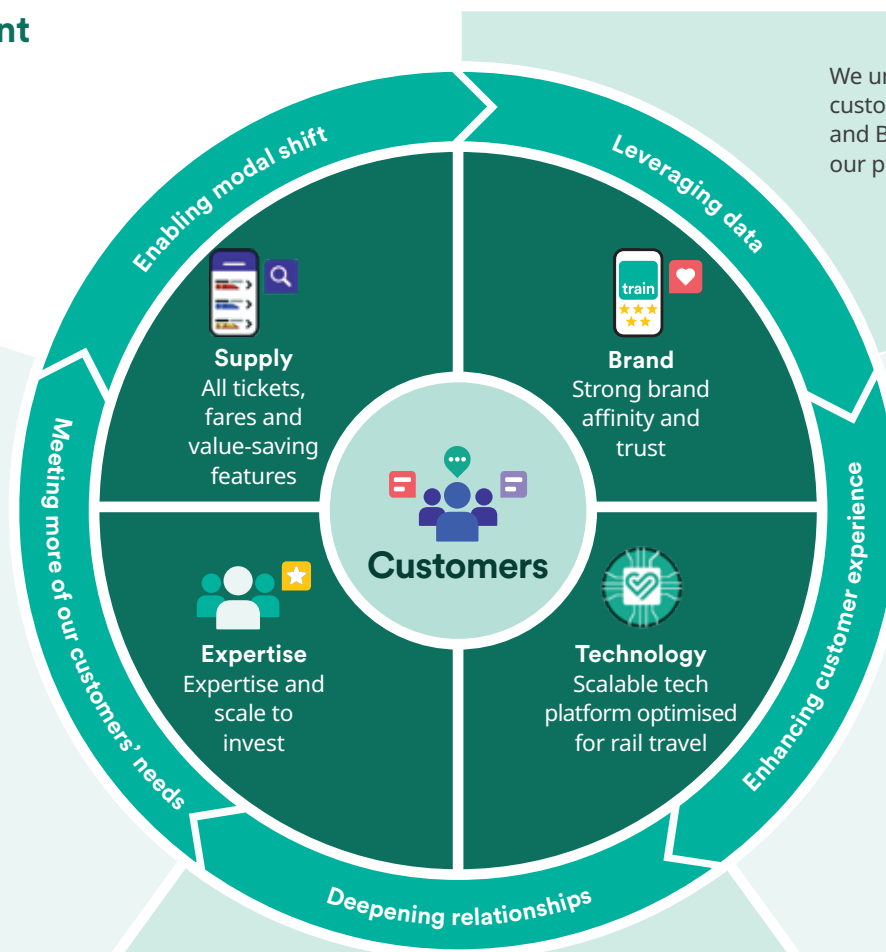 nt
We ur
custo
and B
our p
Enabling modal shift
Leveraging data
train
Supply
All tickets,
fares and
value-saving
features
Brand
Strong brand
affinity and
trust
Meeting more of our customers' needs
Enhancing customer experience
Customers
Expertise
Expertise and
scale to
invest
Technology
Scalable tech
platform optimised
for rail travel
Deepening relationships